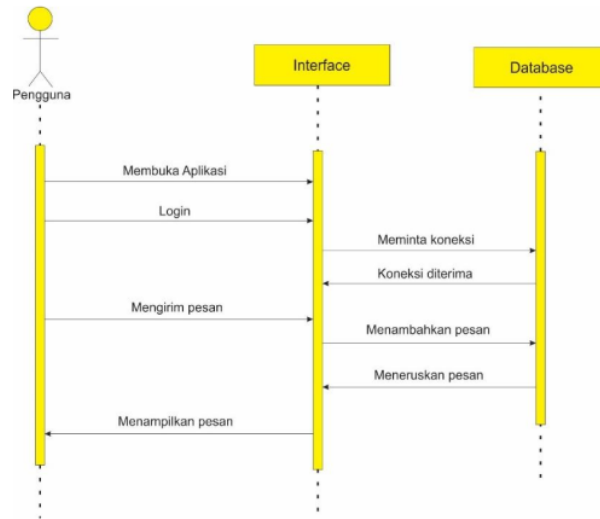 Pengguna
Interface
Database
Membuka Aplikasi
Login
Meminta koneksi
Koneksi diterima
Mengirim pesan
Menambahkan pesan
Meneruskan pesan
Menampilkan pesan